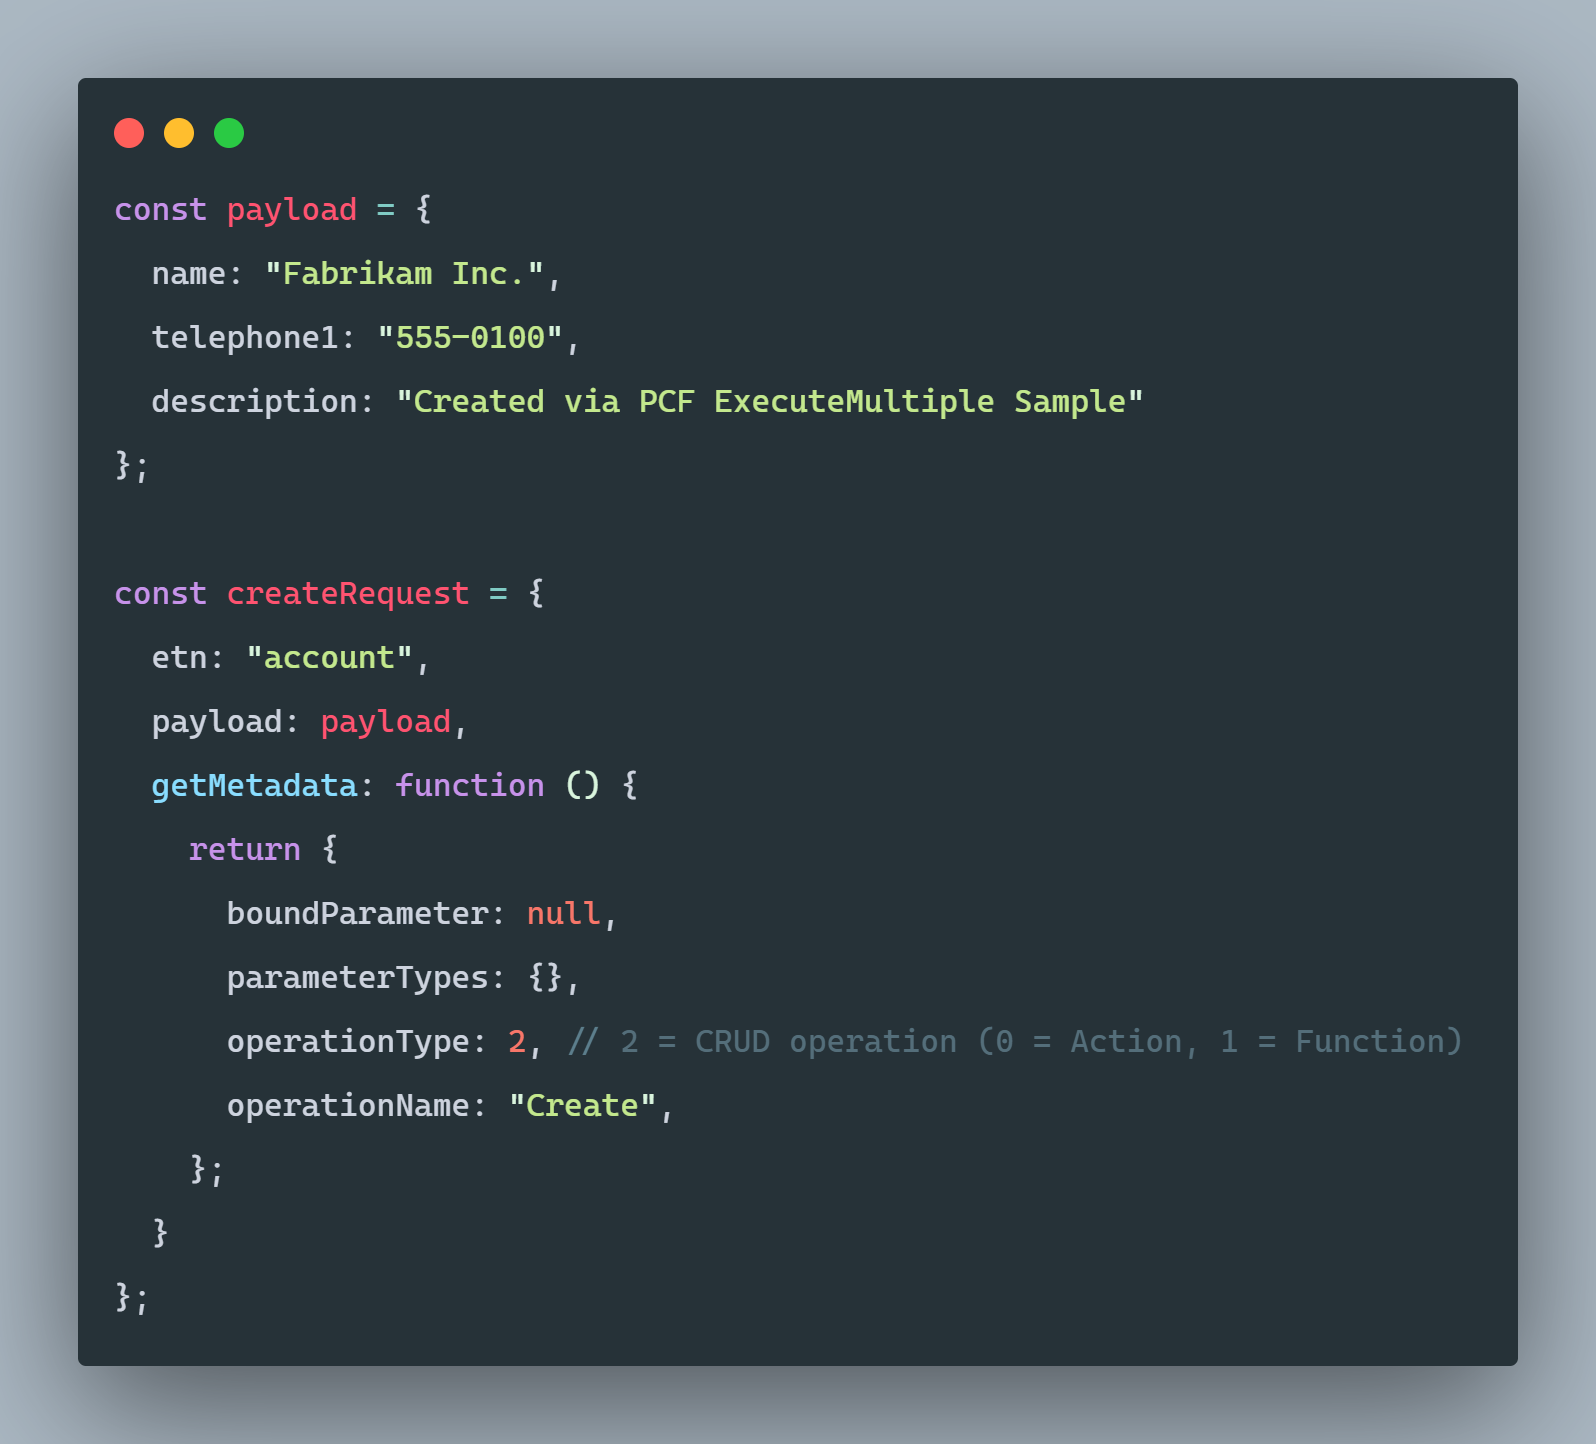 const payload = {
  name: "Fabrikam Inc.",
  telephone1: "555-0100",
  description: "Created via PCF ExecuteMultiple Sample"
};

const createRequest = {
  etn: "account",
  payload: payload,
  getMetadata: function () {
    return {
      boundParameter: null,
      parameterTypes: {},
      operationType: 2, // 2 = CRUD operation (0 = Action, 1 = Function)
      operationName: "Create",
    };
  }
};